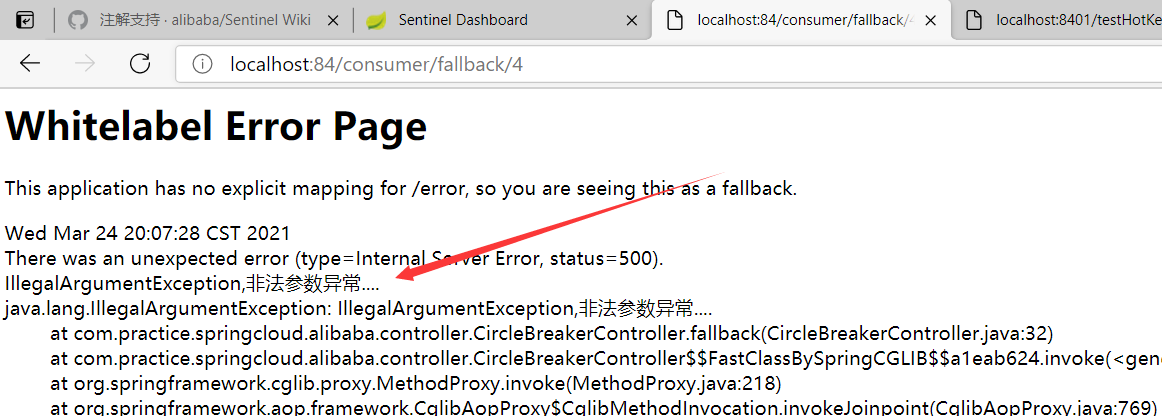 注解支持 · alibaba/Sentinel Wiki
Sentinel Dashboard
localhost:84/consumer/fallback/
localhost:8401/testHotKe
localhost:84/consumer/fallback/4
Whitelabel Error Page
This application has no explicit mapping for /error, so you are seeing this as a fallback.
Wed Mar 24 20:07:28 CST 2021
There was an unexpected error (type=Internal Server Error, status=500).
IllegalArgumentException,非法参数异常....
java.lang.IllegalArgumentException: IllegalArgumentException,非法参数异常....
at com.practice.springcloud.alibaba.controller.CircleBreakerController.fallback(CircleBreakerController.java:32)
at com.practice.springcloud.alibaba.controller.CircleBreakerController$$FastClassBySpringCGLIB$$a1eab624.invoke(<gene
at org.springframework.cglib.proxy.MethodProxy.invoke(MethodProxy.java:218)
at org.springframework.aop.framework.CglibAopProxy$CglibMethodInvocation.invokeJoinpoint(CglibAopProxy.java:769)